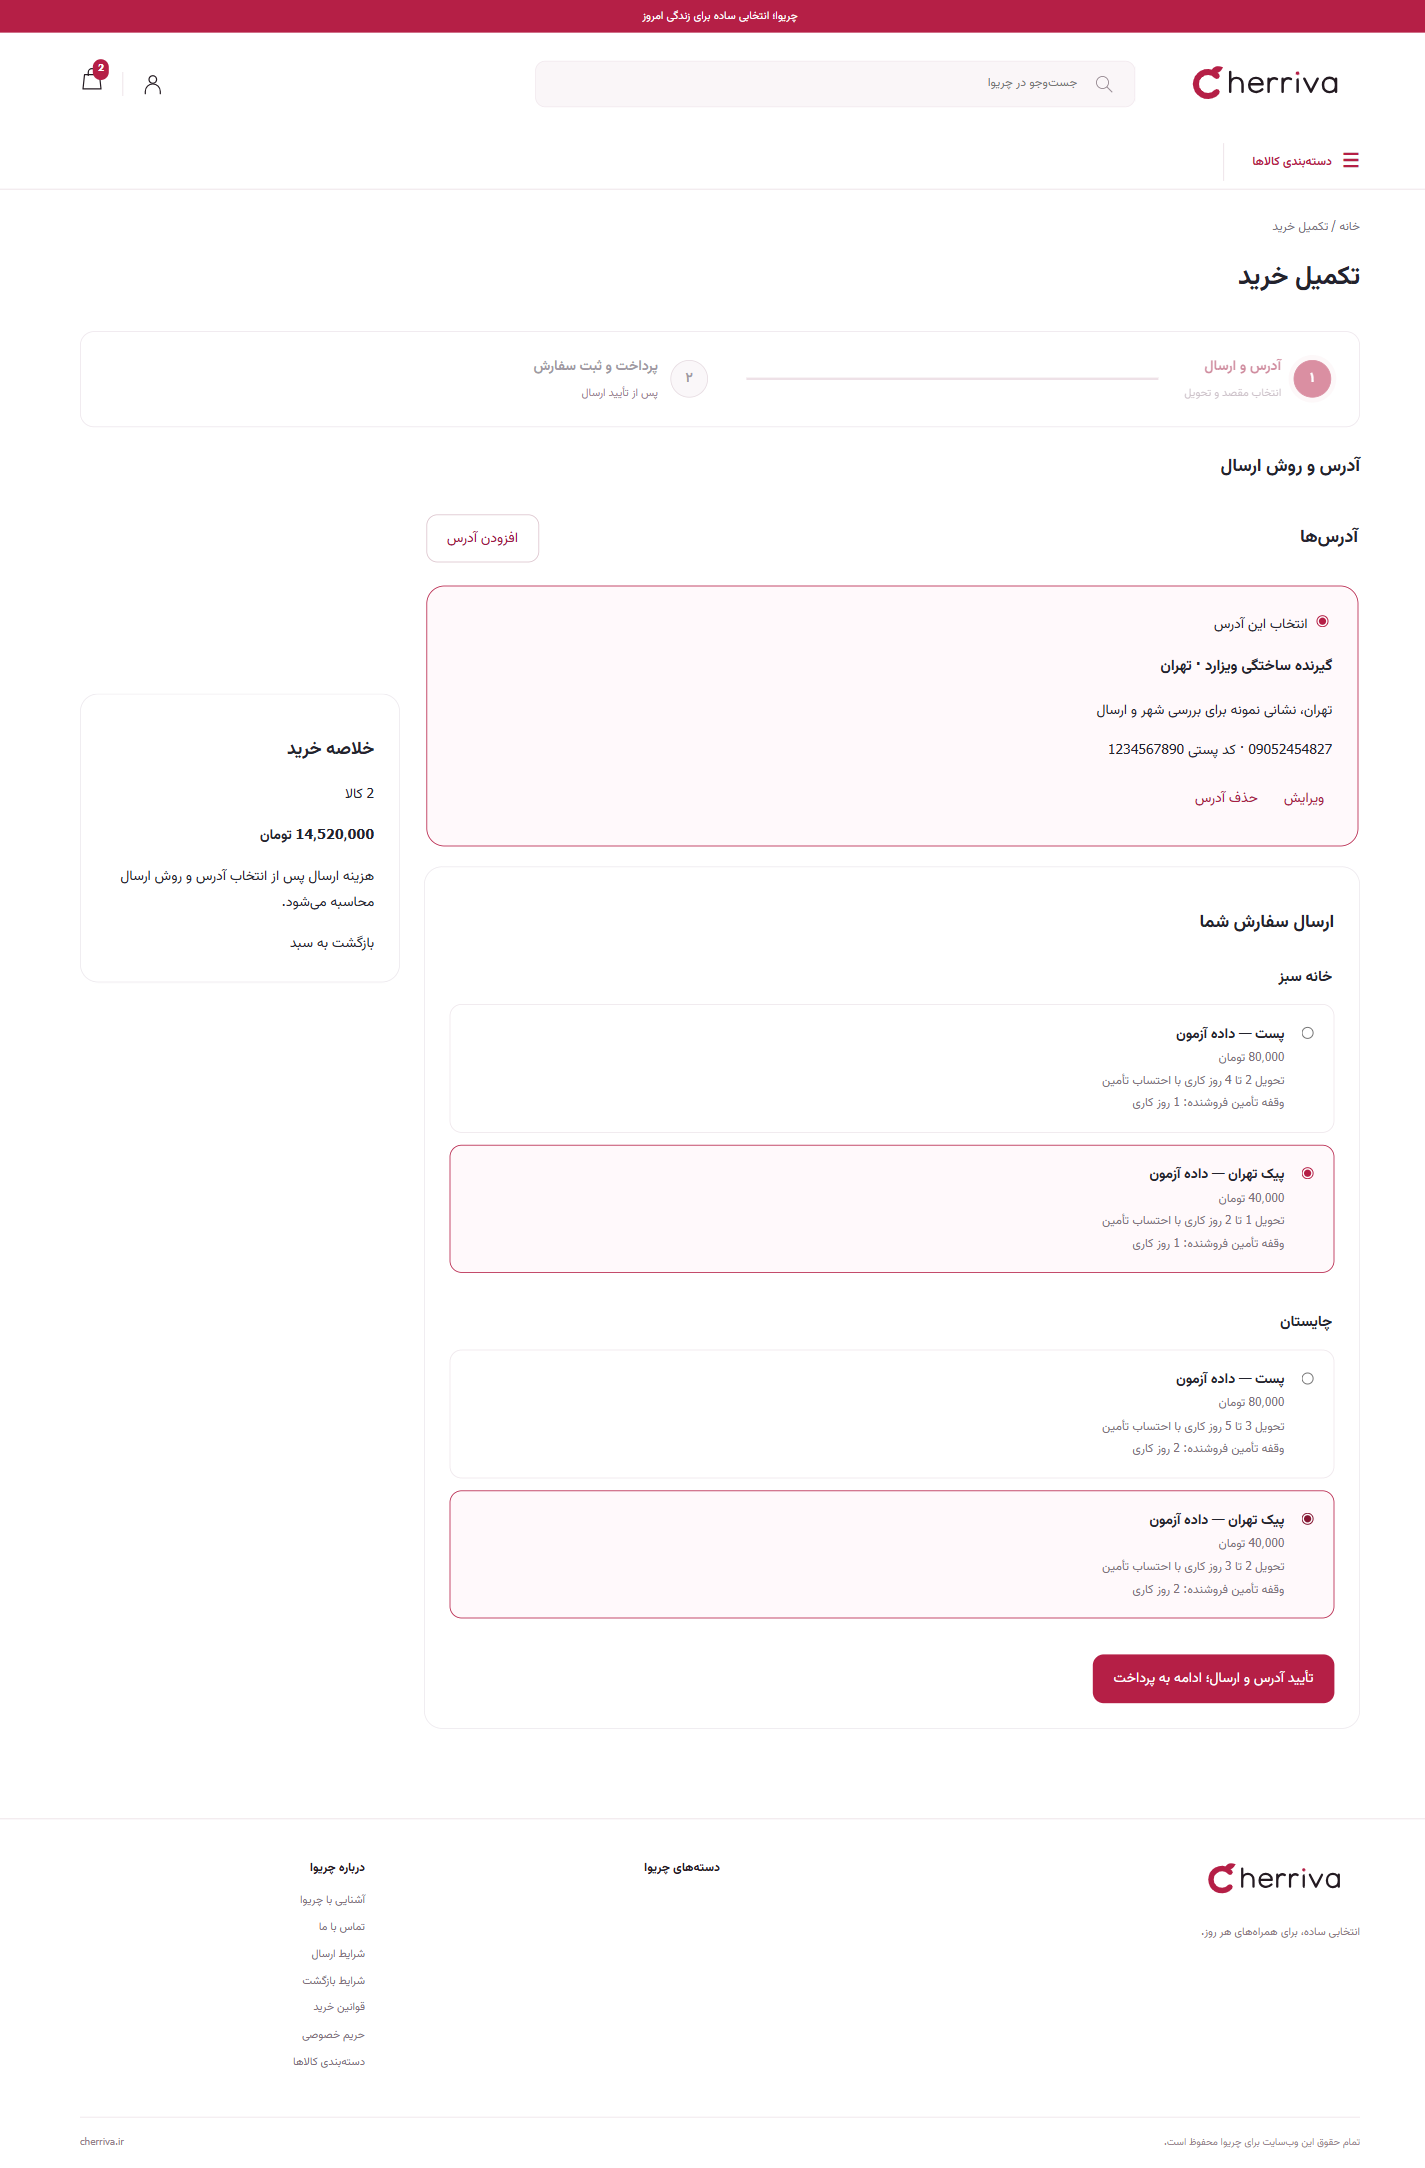 چریوا؛ انتخابی ساده برای زندگی امروز
Cherriva
جست‌وجو در چریوا
2
دسته‌بندی کالاها
خانه / تکمیل خرید
تکمیل خرید
۱
آدرس و ارسال
انتخاب مقصد و تحویل
۲
پرداخت و ثبت سفارش
پس از تأیید ارسال
آدرس و روش ارسال
آدرس‌ها
افزودن آدرس
انتخاب این آدرس
گیرنده ساختگی ویزارد · تهران
تهران، نشانی نمونه برای بررسی شهر و ارسال
09052454827 · کد پستی 1234567890
ویرایش
حذف آدرس
خلاصه خرید
2 کالا
14,520,000 تومان
هزینه ارسال پس از انتخاب آدرس و روش ارسال
محاسبه می‌شود.
بازگشت به سبد
ارسال سفارش شما
خانه سبز
پست — داده آزمون
80,000 تومان
تحویل 2 تا 4 روز کاری با احتساب تأمین
وقفه تأمین فروشنده: 1 روز کاری
پیک تهران — داده آزمون
40,000 تومان
تحویل 1 تا 2 روز کاری با احتساب تأمین
وقفه تأمین فروشنده: 1 روز کاری
چایستان
پست — داده آزمون
80,000 تومان
تحویل 3 تا 5 روز کاری با احتساب تأمین
وقفه تأمین فروشنده: 2 روز کاری
پیک تهران — داده آزمون
40,000 تومان
تحویل 2 تا 3 روز کاری با احتساب تأمین
وقفه تأمین فروشنده: 2 روز کاری
تأیید آدرس و ارسال؛ ادامه به پرداخت
Cherriva
انتخابی ساده، برای همراه‌های هر روز.
دسته‌های چریوا
درباره چریوا
آشنایی با چریوا
تماس با ما
شرایط ارسال
شرایط بازگشت
قوانین خرید
حریم خصوصی
دسته‌بندی کالاها
تمام حقوق این وب‌سایت برای چریوا محفوظ است.
cherriva.ir